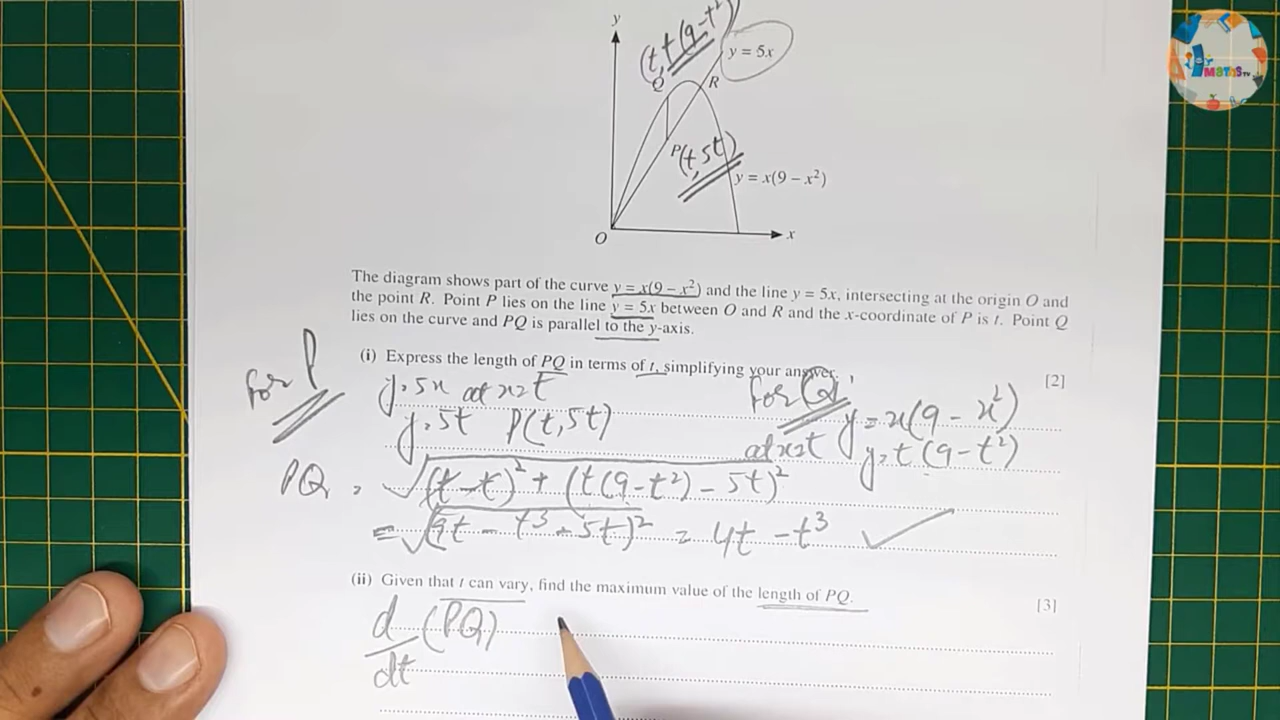 y
(t, t(9-t²))
y = 5x
Q
R
P(t, 5t)
y = x(9 – x²)
O
x
MATHS TV
The diagram shows part of the curve y = x(9 – x²) and the line y = 5x, intersecting at the origin O and
the point R. Point P lies on the line y = 5x between O and R and the x-coordinate of P is t. Point Q
lies on the curve and PQ is parallel to the y-axis.
(i) Express the length of PQ in terms of t, simplifying your answer.
[2]
for P
y = 5x at x = t
y = 5t P(t, 5t)
for Q
y = x(9 - x²)
at x = t y = t(9-t²)
PQ = √(t-t)² + (t(9-t²) - 5t)²
= √(9t - t³ - 5t)² = 4t - t³ ✓
(ii) Given that t can vary, find the maximum value of the length of PQ.
[3]
d/dt (PQ)